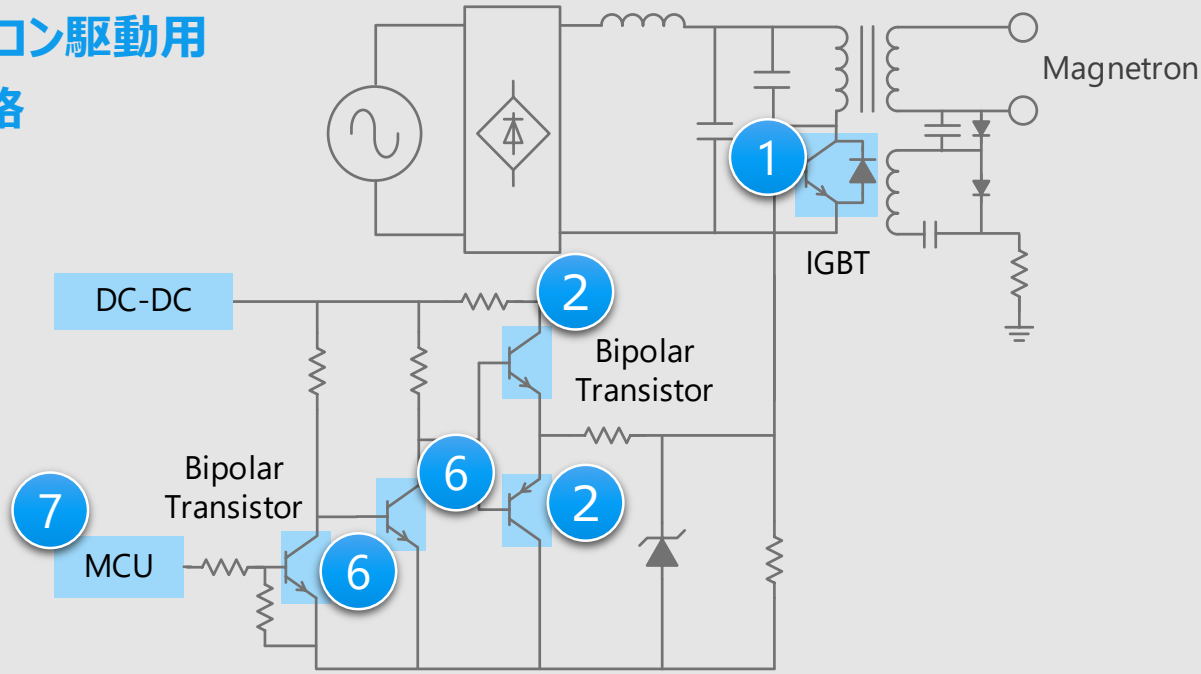 コン駆動用
路
Magnetron
1
IGBT
DC-DC
2
Bipolar
Transistor
Bipolar
Transistor
6
2
7
MCU
6